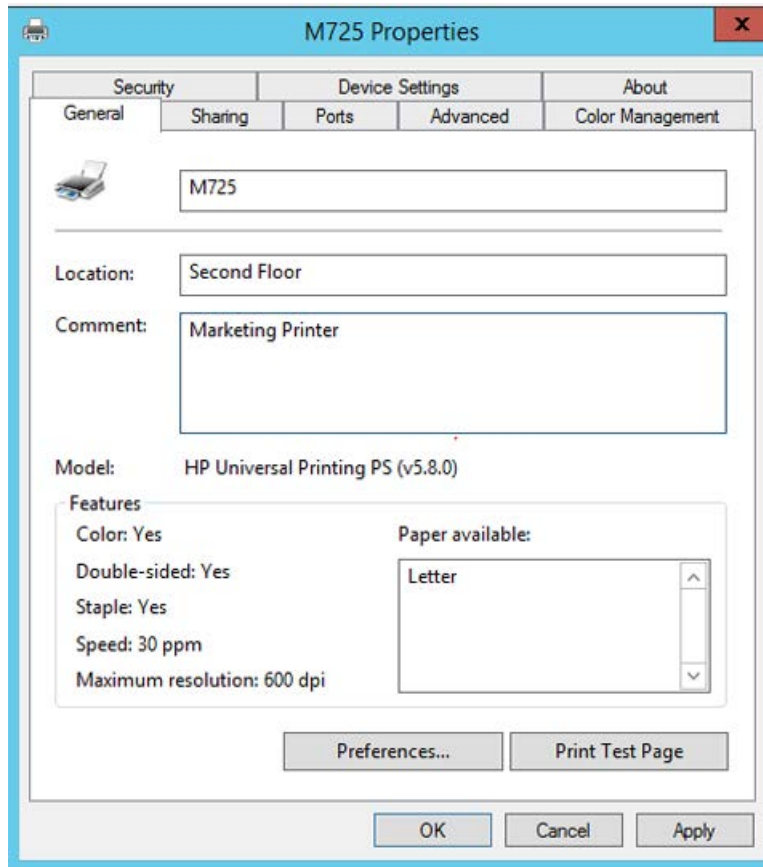 M725 Properties
x
Security Device Settings About
General Sharing Ports Advanced Color Management
M725
Location: Second Floor
Comment: Marketing Printer
Model: HP Universal Printing PS (v5.8.0)
Features
Color: Yes Paper available:
Double-sided: Yes Letter
Staple: Yes
Speed: 30 ppm
Maximum resolution: 600 dpi
Preferences... Print Test Page
OK Cancel Apply